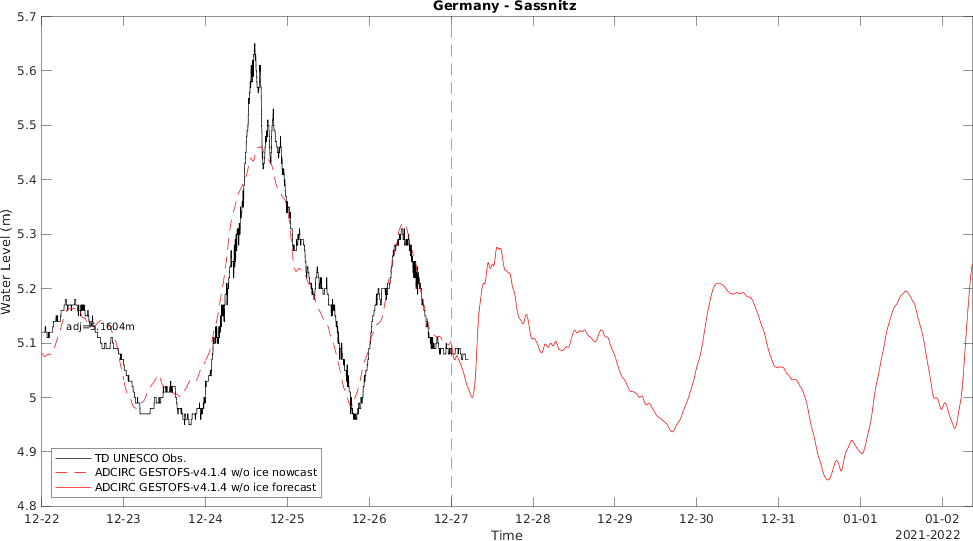 Germany - Sassnitz
5.7
5.6
5.5
5.4
5.3
5.2
5.1
5
4.9
4.8
Water Level (m)
adj=5.1604m
TD UNESCO Obs.
ADCIRC GESTOFS-v4.1.4 w/o ice nowcast
ADCIRC GESTOFS-v4.1.4 w/o ice forecast
12-22 12-23 12-24 12-25 12-26 12-27 12-28 12-29 12-30 12-31 01-01 01-02
Time
2021-2022